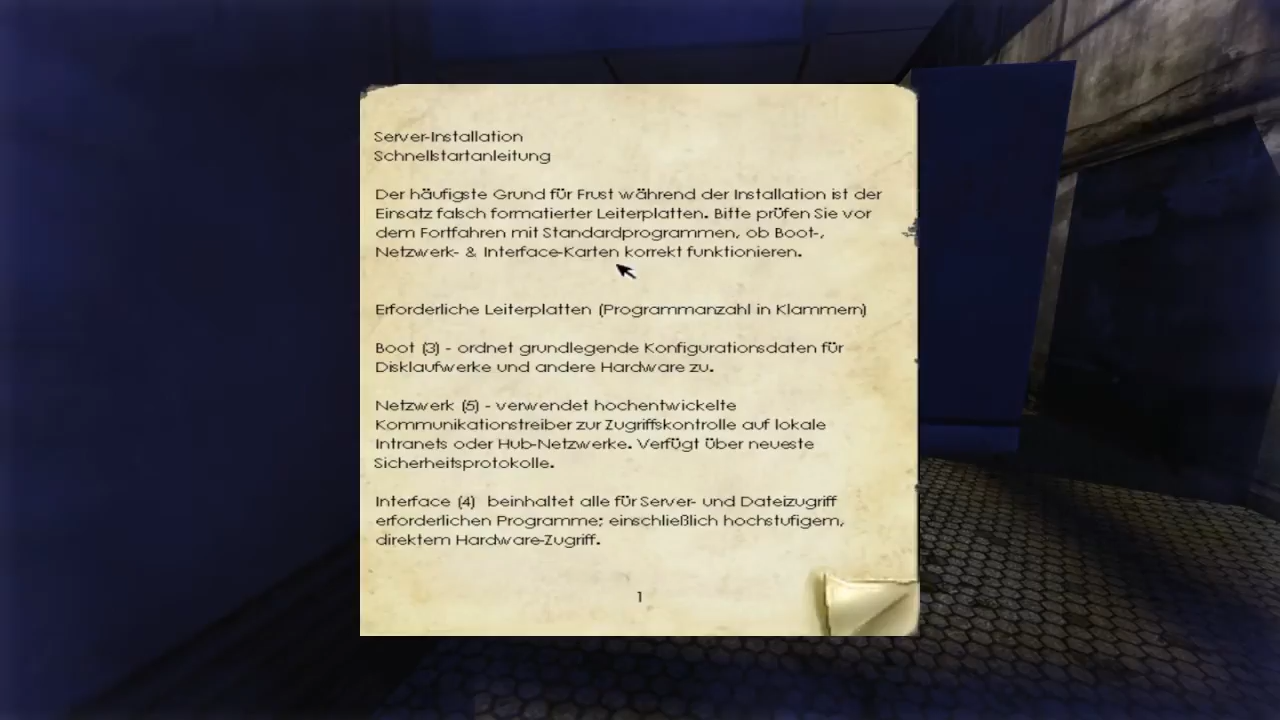 Server-Installation
Schnellstartanleitung
Der häufigste Grund für Frust während der Installation ist der
Einsatz falsch formatierter Leiterplatten. Bitte prüfen Sie vor
dem Fortfahren mit Standardprogrammen, ob Boot-,
Netzwerk- & Interface-Karten korrekt funktionieren.
Erforderliche Leiterplatten (Programmanzahl in Klammern)
Boot (3) - ordnet grundlegende Konfigurationsdaten für
Disklaufwerke und andere Hardware zu.
Netzwerk (5) - verwendet hochentwickelte
Kommunikationstreiber zur Zugriffskontrolle auf lokale
Intranets oder Hub-Netzwerke. Verfügt über neueste
Sicherheitsprotokolle.
Interface (4) beinhaltet alle für Server- und Dateizugriff
erforderlichen Programme; einschließlich hochstufigem,
direktem Hardware-Zugriff.
1